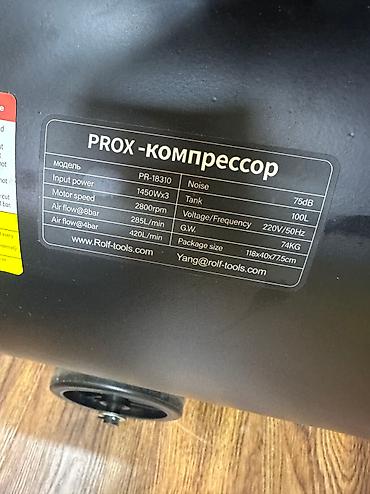 PROX-компрессор
модель PR-18310 Noise 75dB
Input power 1450Wx3 Tank 100L
Motor speed 2800rpm Voltage/Frequency 220V/50Hz
Air flow@8bar 285L/min G.W. 74KG
Air flow@4bar 420L/min Package size 118x40x77.5cm
www.Rolf-tools.com Yang@rolf-tools.com